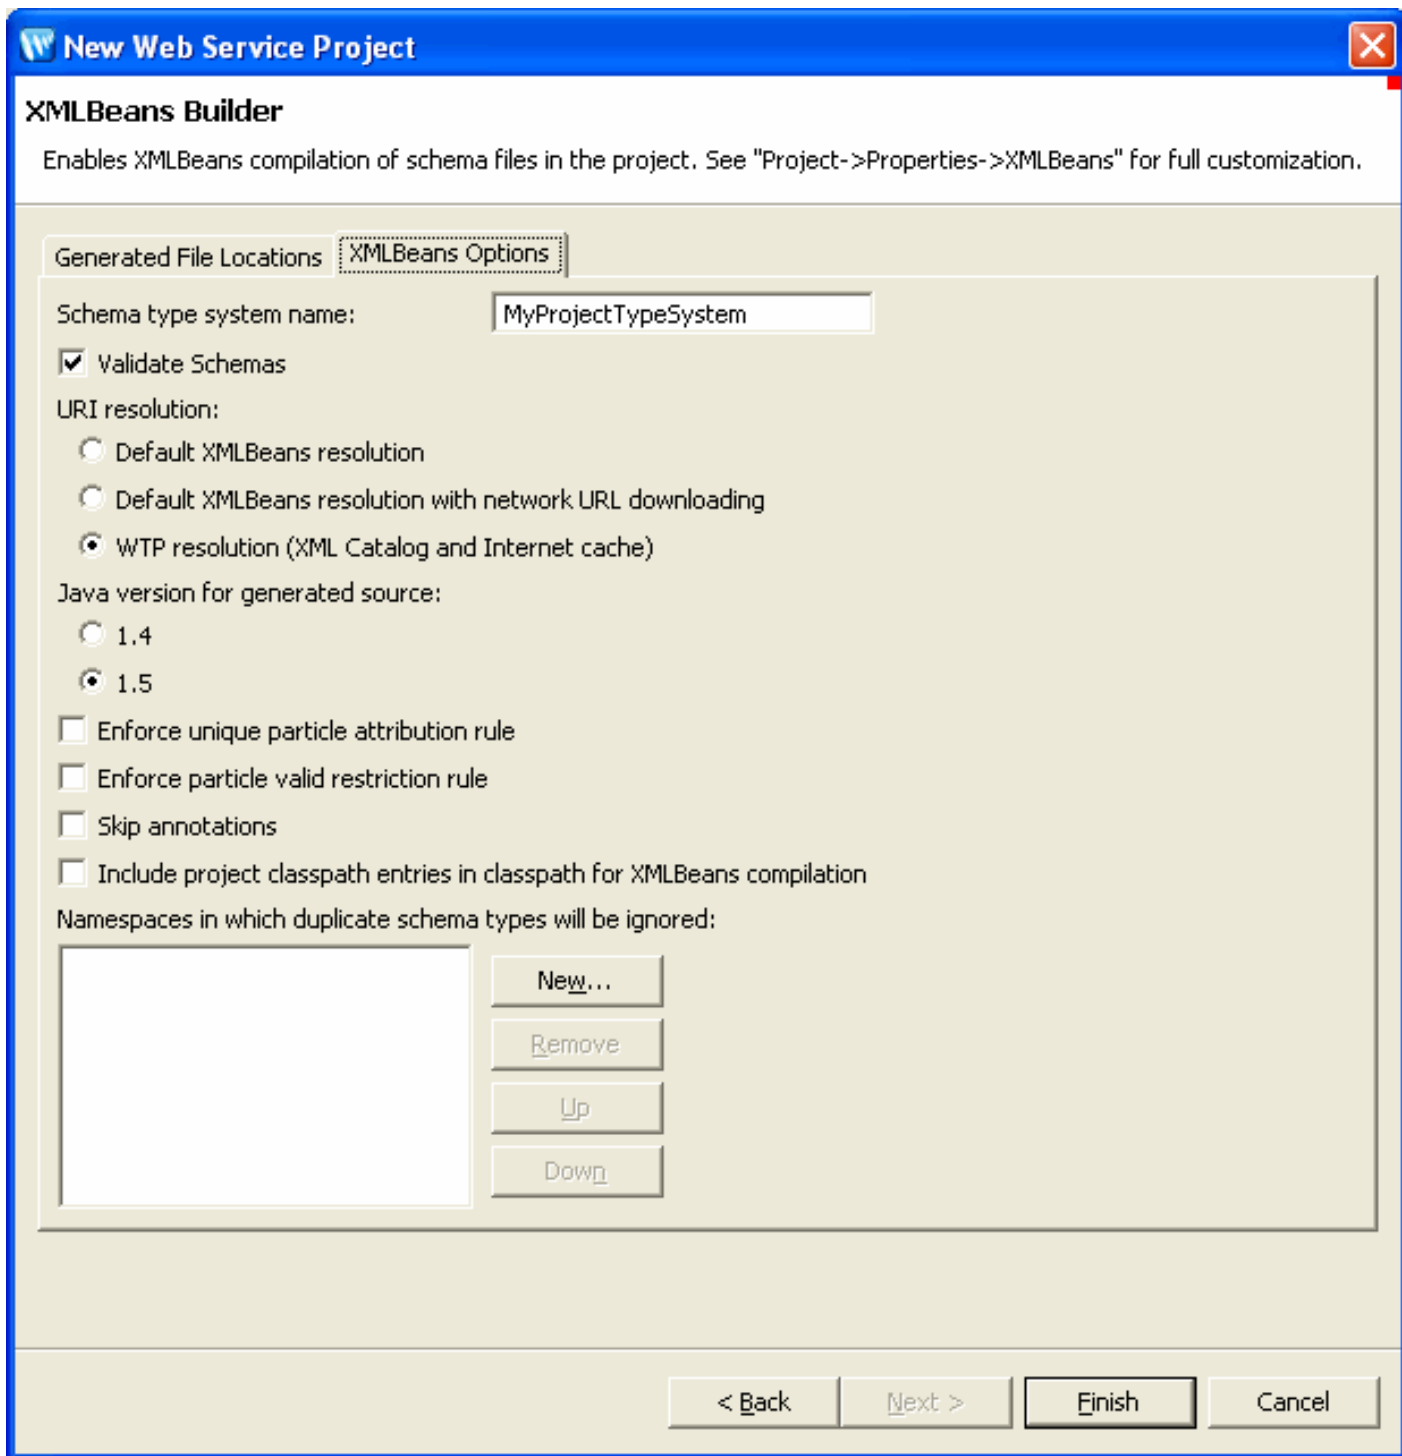 New Web Service Project
XMLBeans Builder
Enables XMLBeans compilation of schema files in the project. See "Project->Properties->XMLBeans" for full customization.
Generated File Locations XMLBeans Options
Schema type system name: MyProjectTypeSystem
Validate Schemas
URI resolution:
Default XMLBeans resolution
Default XMLBeans resolution with network URL downloading
WTP resolution (XML Catalog and Internet cache)
Java version for generated source:
1.4
1.5
Enforce unique particle attribution rule
Enforce particle valid restriction rule
Skip annotations
Include project classpath entries in classpath for XMLBeans compilation
Namespaces in which duplicate schema types will be ignored:
New...
Remove
Up
Down
< Back Next > Finish Cancel